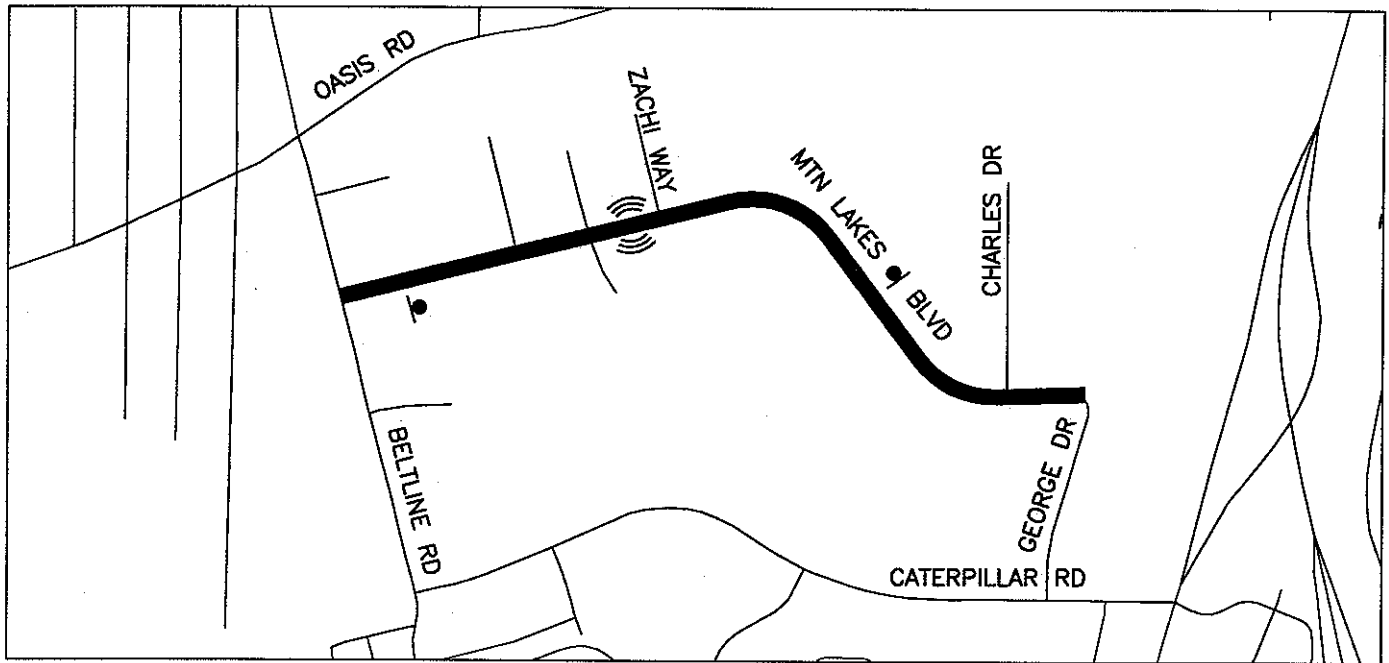 OASIS RD
ZACHI WAY
MTN LAKES BLVD
CHARLES DR
BELTLINE RD
GEORGE DR
CATERPILLAR RD